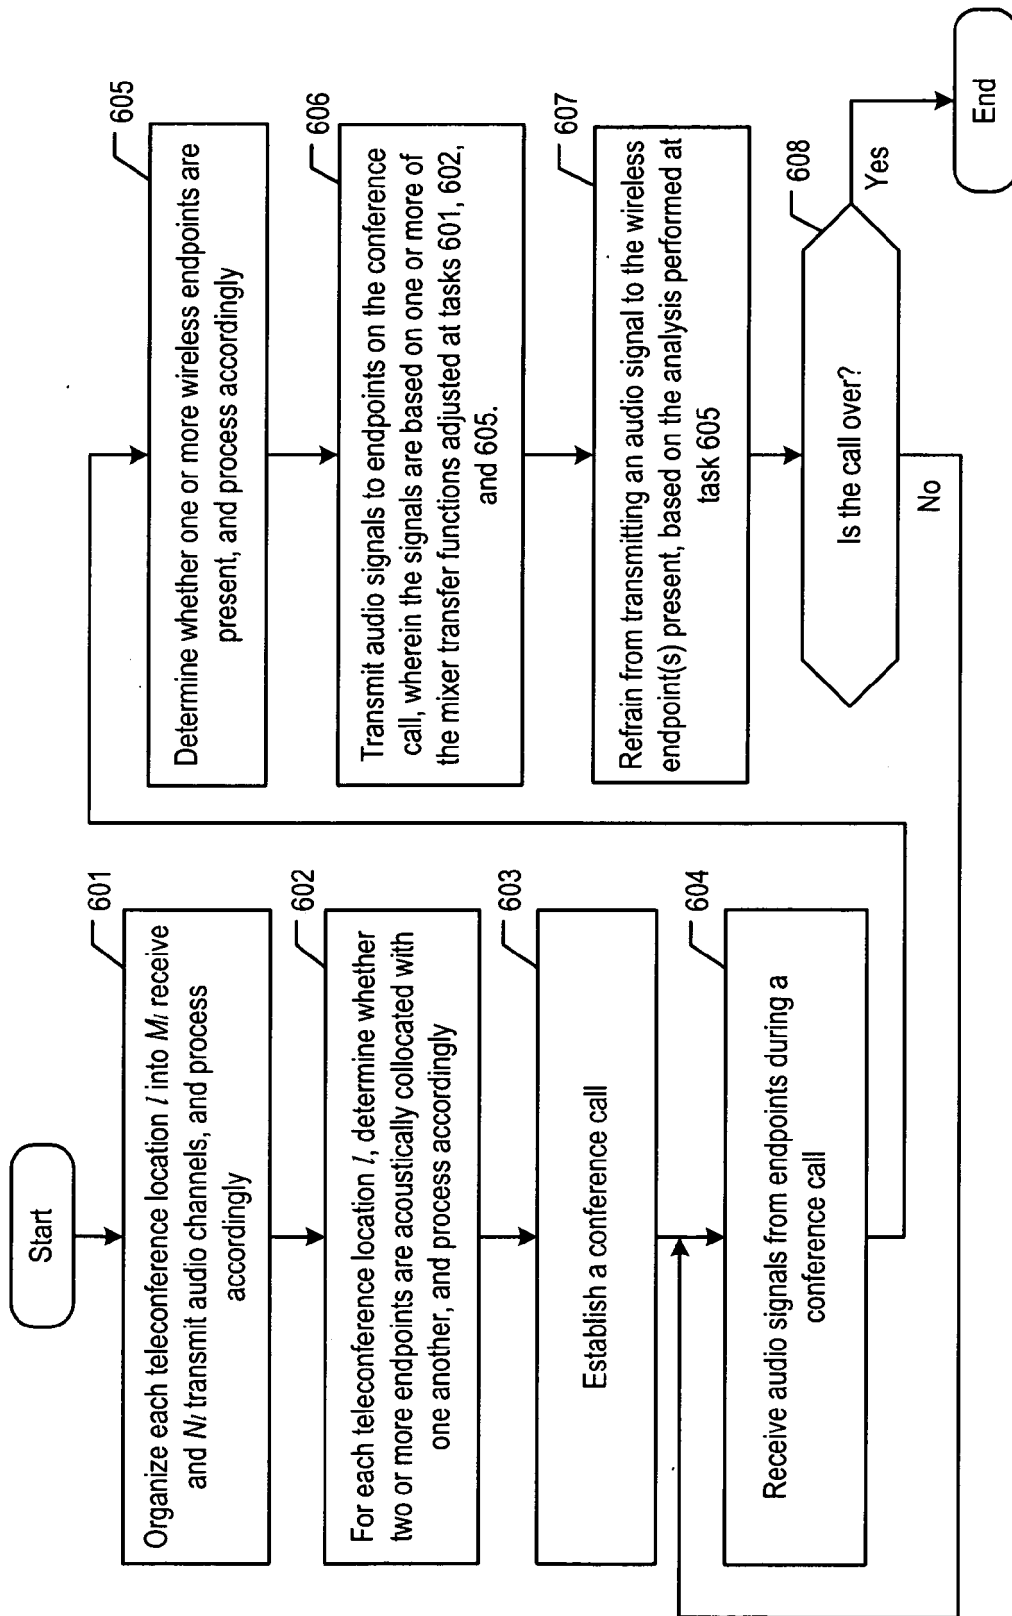 Start
601
Organize each teleconference location l into Ml receive
and Nl transmit audio channels, and process
accordingly
602
For each teleconference location l, determine whether
two or more endpoints are acoustically collocated with
one another, and process accordingly
603
Establish a conference call
604
Receive audio signals from endpoints during a
conference call
605
Determine whether one or more wireless endpoints are
present, and process accordingly
606
Transmit audio signals to endpoints on the conference
call, wherein the signals are based on one or more of
the mixer transfer functions adjusted at tasks 601, 602,
and 605.
607
Refrain from transmitting an audio signal to the wireless
endpoint(s) present, based on the analysis performed at
task 605
608
Is the call over?
Yes
No
End